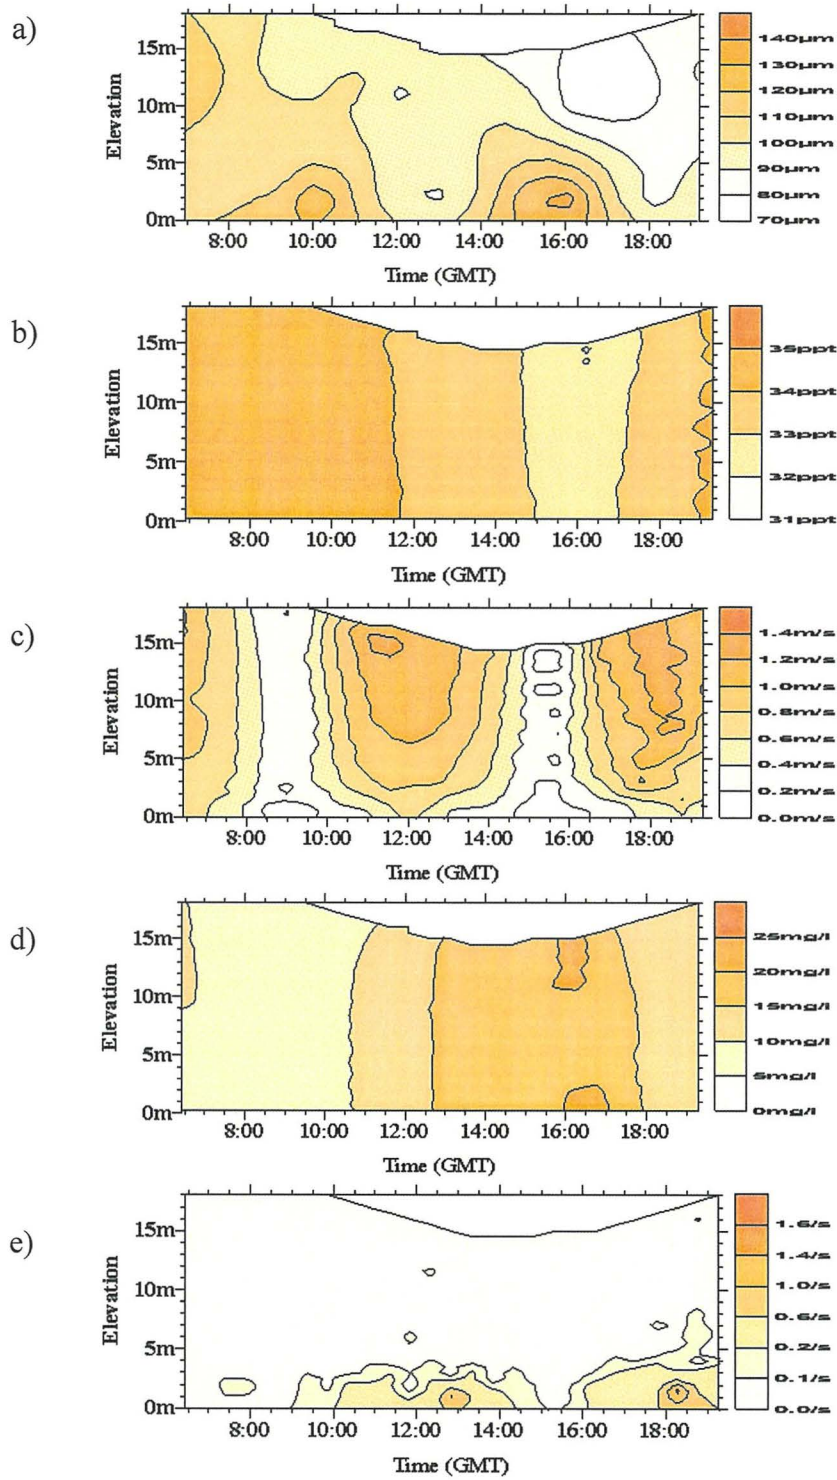 a)
Elevation
15m
10m
5m
0m
8:00 10:00 12:00 14:00 16:00 18:00
Time (GMT)
140µm
130µm
120µm
110µm
100µm
90µm
80µm
70µm
b)
Elevation
15m
10m
5m
0m
8:00 10:00 12:00 14:00 16:00 18:00
Time (GMT)
35ppt
34ppt
33ppt
32ppt
31ppt
c)
Elevation
15m
10m
5m
0m
8:00 10:00 12:00 14:00 16:00 18:00
Time (GMT)
1.4m/s
1.2m/s
1.0m/s
0.8m/s
0.6m/s
0.4m/s
0.2m/s
0.0m/s
d)
Elevation
15m
10m
5m
0m
8:00 10:00 12:00 14:00 16:00 18:00
Time (GMT)
25mg/l
20mg/l
15mg/l
10mg/l
5mg/l
0mg/l
e)
Elevation
15m
10m
5m
0m
8:00 10:00 12:00 14:00 16:00 18:00
Time (GMT)
1.6/s
1.4/s
1.0/s
0.6/s
0.2/s
0.1/s
0.0/s